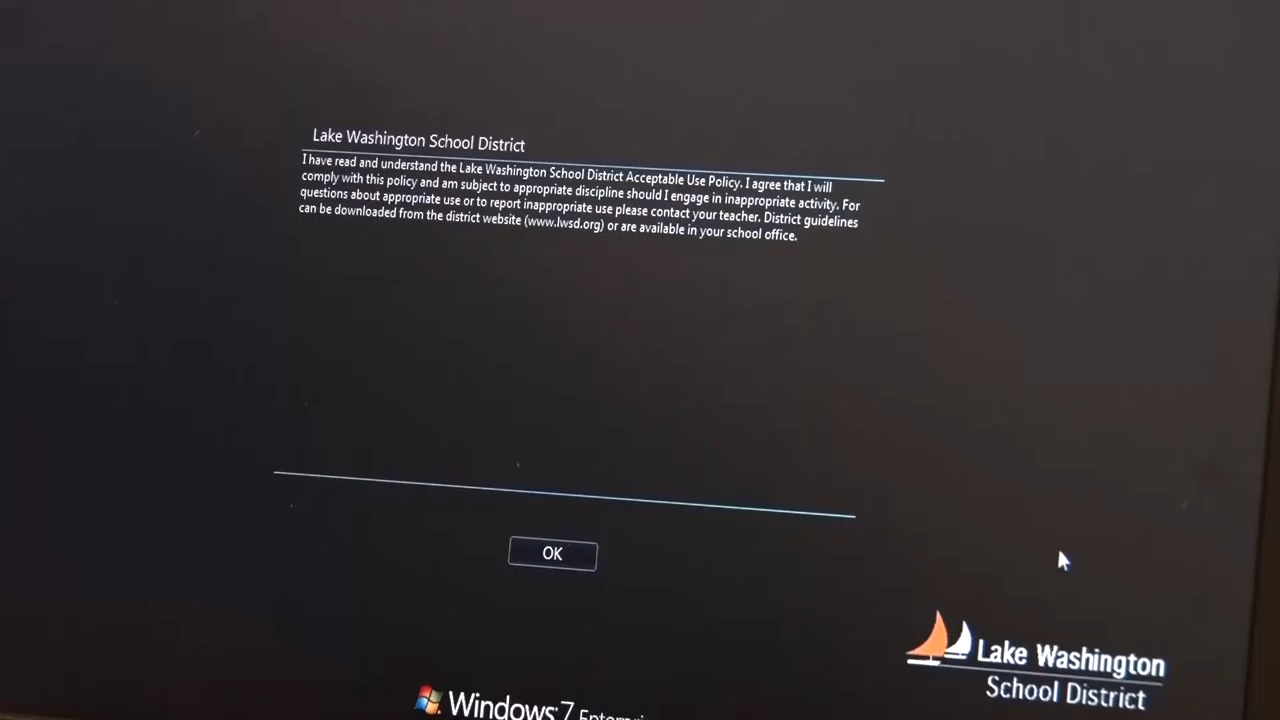 Lake Washington School District
I have read and understand the Lake Washington School District Acceptable Use Policy. I agree that I will
comply with this policy and am subject to appropriate discipline should I engage in inappropriate activity. For
questions about appropriate use or to report inappropriate use please contact your teacher. District guidelines
can be downloaded from the district website (www.lwsd.org) or are available in your school office.
OK
Lake Washington
School District
Windows 7